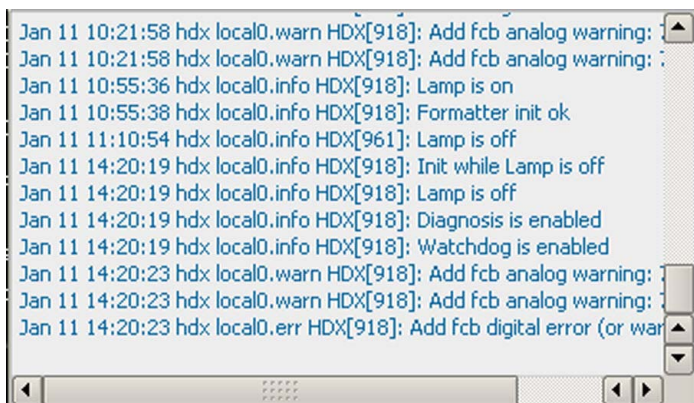 Jan 11 10:21:58 hdx local0.warn HDX[918]: Add fcb analog warning:
Jan 11 10:21:58 hdx local0.warn HDX[918]: Add fcb analog warning:
Jan 11 10:55:36 hdx local0.info HDX[918]: Lamp is on
Jan 11 10:55:38 hdx local0.info HDX[918]: Formatter init ok
Jan 11 11:10:54 hdx local0.info HDX[961]: Lamp is off
Jan 11 14:20:19 hdx local0.info HDX[918]: Init while Lamp is off
Jan 11 14:20:19 hdx local0.info HDX[918]: Lamp is off
Jan 11 14:20:19 hdx local0.info HDX[918]: Diagnosis is enabled
Jan 11 14:20:19 hdx local0.info HDX[918]: Watchdog is enabled
Jan 11 14:20:23 hdx local0.warn HDX[918]: Add fcb analog warning:
Jan 11 14:20:23 hdx local0.warn HDX[918]: Add fcb analog warning:
Jan 11 14:20:23 hdx local0.err HDX[918]: Add fcb digital error (or war